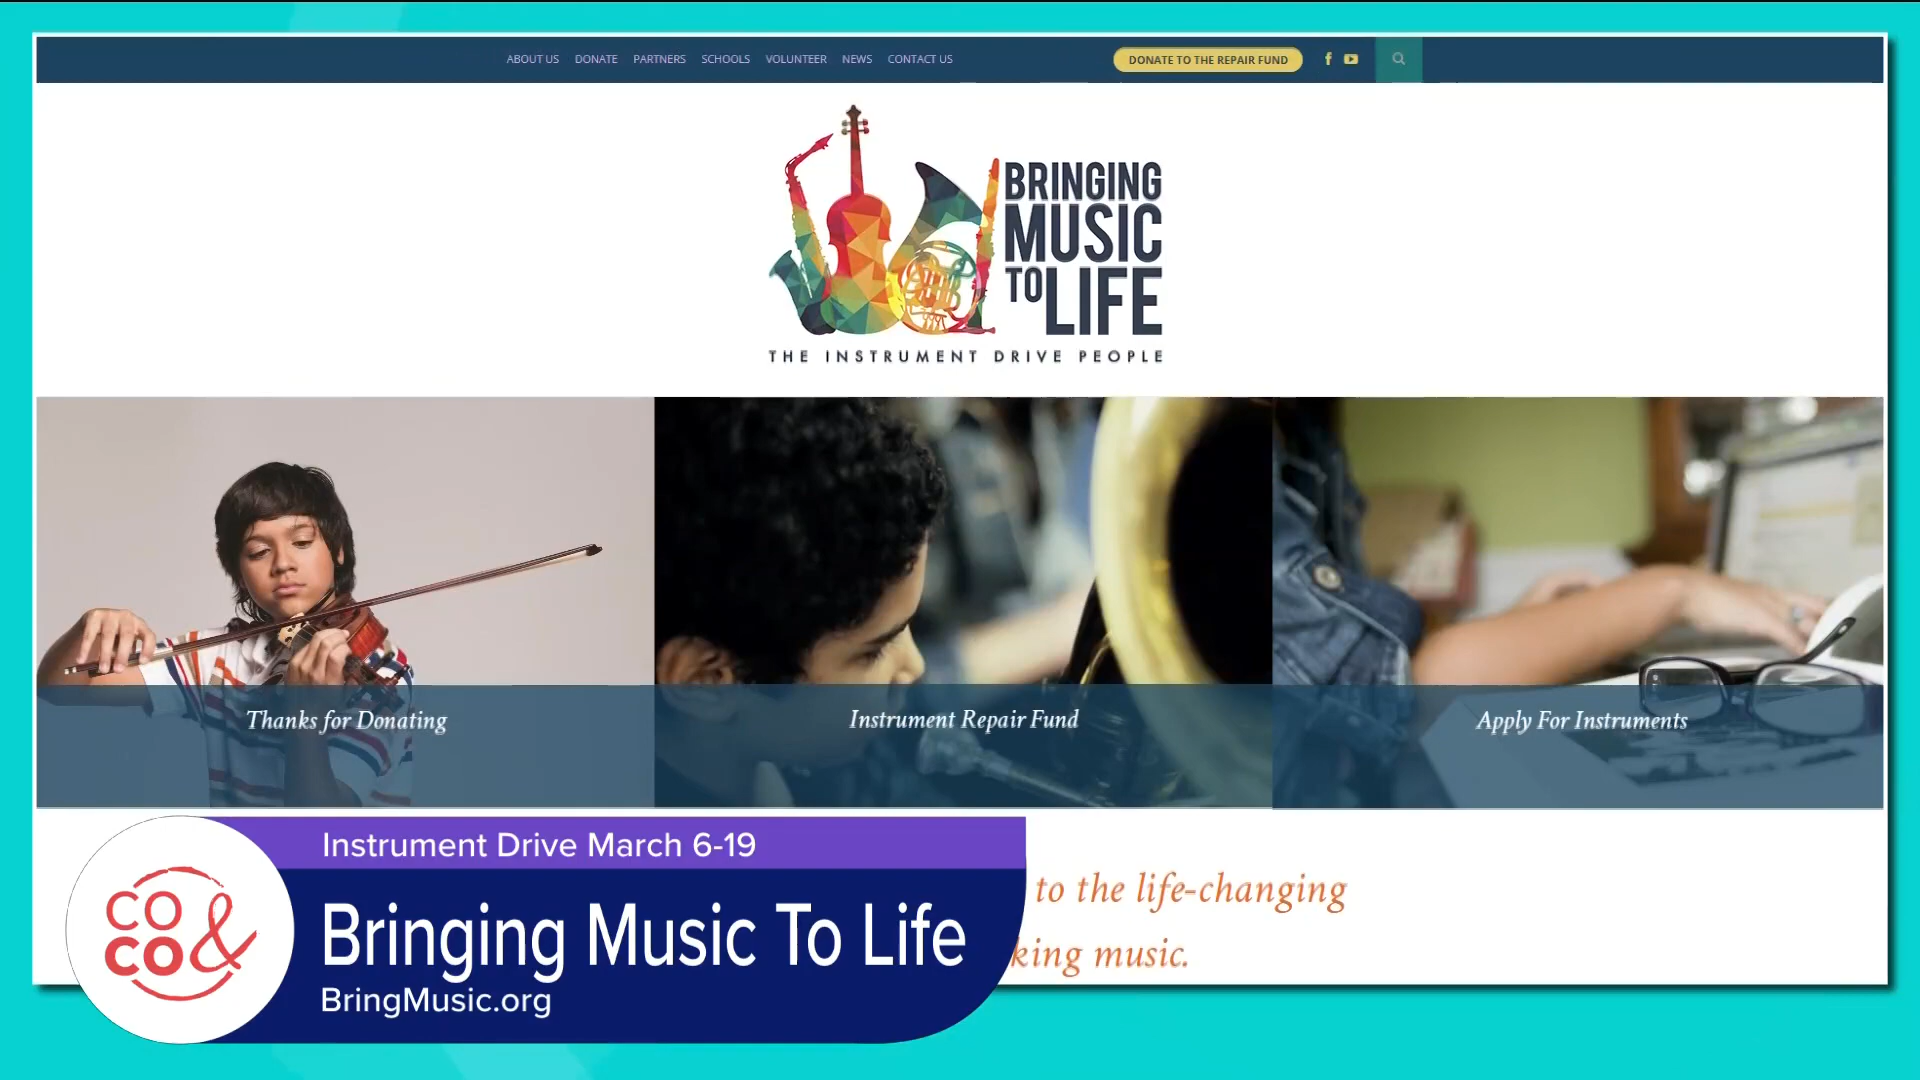 ABOUT US DONATE PARTNERS SCHOOLS VOLUNTEER NEWS CONTACT US DONATE TO THE REPAIR FUND
BRINGING
MUSIC
TO LIFE
THE INSTRUMENT DRIVE PEOPLE
Thanks for Donating
Instrument Repair Fund
Apply For Instruments
to the life-changing
king music.
Instrument Drive March 6-19
CO
CO&
Bringing Music To Life
BringMusic.org